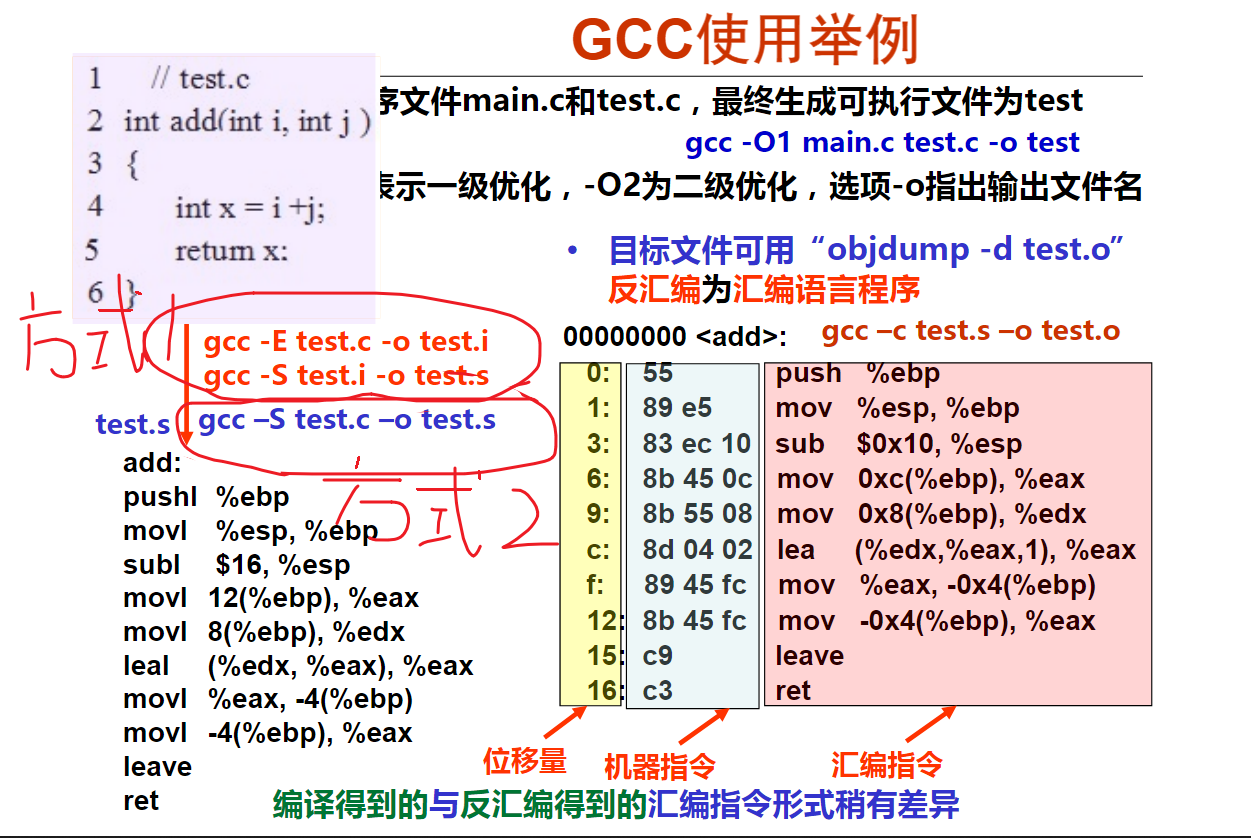 GCC使用举例
1 // test.c
2 int add(int i, int j )
3 {
4 int x = i +j;
5 return x:
6 }
序文件main.c和test.c，最终生成可执行文件为test
gcc -O1 main.c test.c -o test
表示一级优化，-O2为二级优化，选项-o指出输出文件名
• 目标文件可用“objdump -d test.o”
反汇编为汇编语言程序
方式1
gcc -E test.c -o test.i
gcc -S test.i -o test.s
test.s
gcc –S test.c –o test.s
方式2
add:
pushl %ebp
movl %esp, %ebp
subl $16, %esp
movl 12(%ebp), %eax
movl 8(%ebp), %edx
leal (%edx, %eax), %eax
movl %eax, -4(%ebp)
movl -4(%ebp), %eax
leave
ret
00000000 <add>: gcc –c test.s –o test.o
0: 55 push %ebp
1: 89 e5 mov %esp, %ebp
3: 83 ec 10 sub $0x10, %esp
6: 8b 45 0c mov 0xc(%ebp), %eax
9: 8b 55 08 mov 0x8(%ebp), %edx
c: 8d 04 02 lea (%edx,%eax,1), %eax
f: 89 45 fc mov %eax, -0x4(%ebp)
12: 8b 45 fc mov -0x4(%ebp), %eax
15: c9 leave
16: c3 ret
位移量 机器指令 汇编指令
编译得到的与反汇编得到的汇编指令形式稍有差异